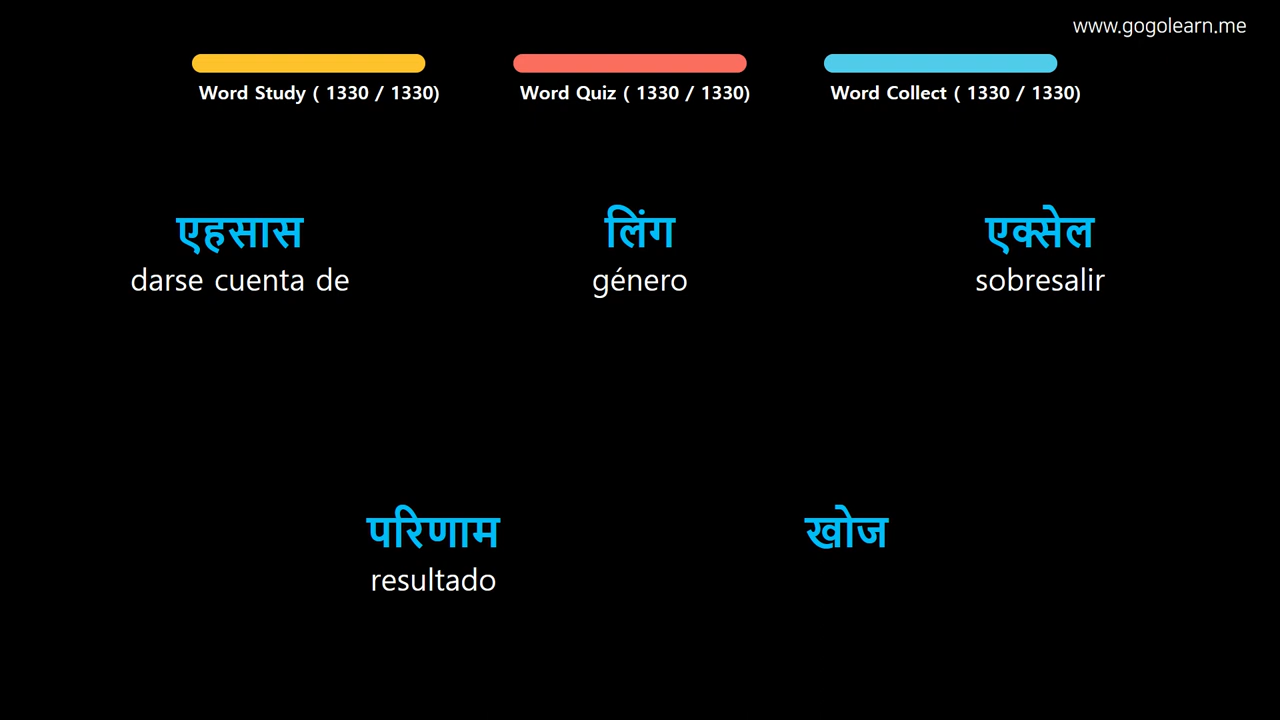 www.gogolearn.me
Word Study ( 1330 / 1330)
Word Quiz ( 1330 / 1330)
Word Collect ( 1330 / 1330)
एहसास
darse cuenta de
लिंग
género
एक्सेल
sobresalir
परिणाम
resultado
खोज